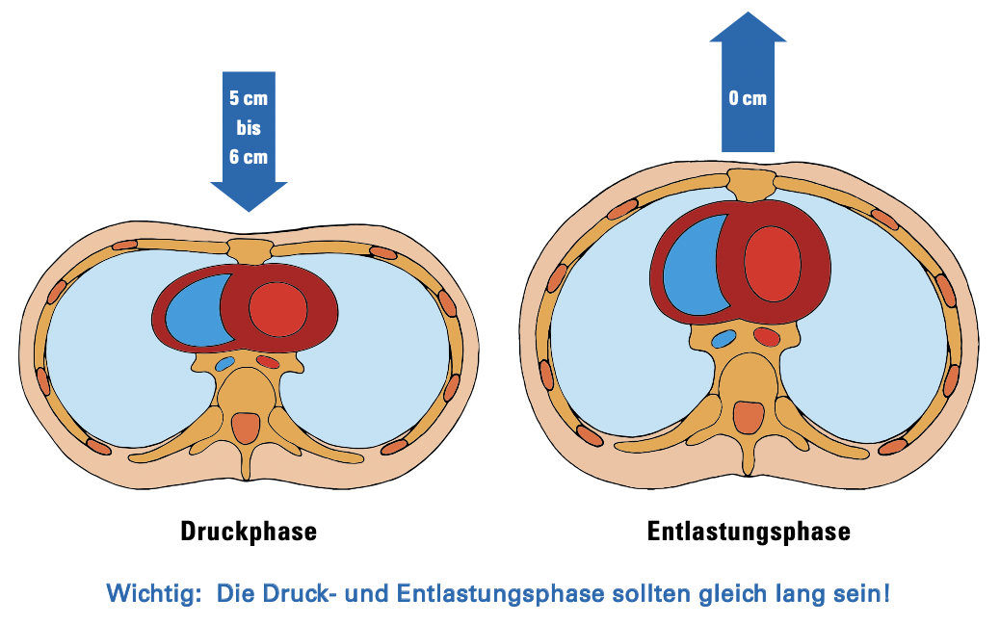 5 cm
bis
6 cm
0 cm
Druckphase
Entlastungsphase
Wichtig: Die Druck- und Entlastungsphase sollten gleich lang sein!